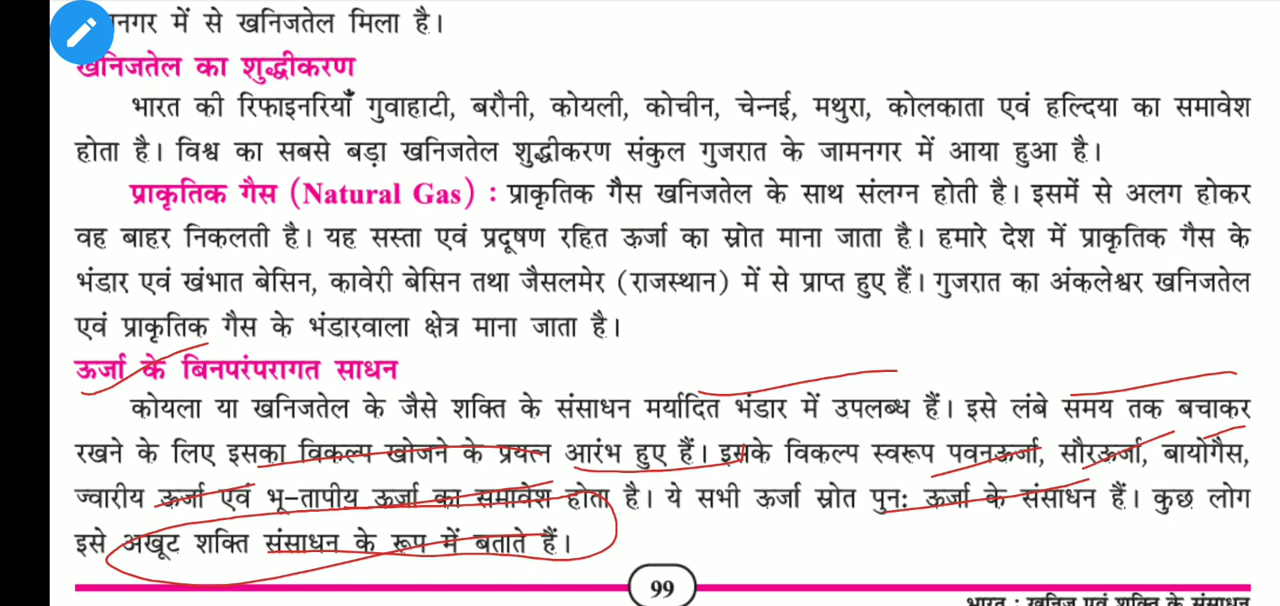 नगर में से खनिजतेल मिला है।
खनिजतेल का शुद्धीकरण
भारत की रिफाइनरियाँ गुवाहाटी, बरौनी, कोयली, कोचीन, चेन्नई, मथुरा, कोलकाता एवं हल्दिया का समावेश
होता है। विश्व का सबसे बड़ा खनिजतेल शुद्धीकरण संकुल गुजरात के जामनगर में आया हुआ है।
प्राकृतिक गैस (Natural Gas) : प्राकृतिक गैस खनिजतेल के साथ संलग्न होती है। इसमें से अलग होकर
वह बाहर निकलती है। यह सस्ता एवं प्रदूषण रहित ऊर्जा का स्रोत माना जाता है। हमारे देश में प्राकृतिक गैस के
भंडार एवं खंभात बेसिन, कावेरी बेसिन तथा जैसलमेर (राजस्थान) में से प्राप्त हुए हैं। गुजरात का अंकलेश्वर खनिजतेल
एवं प्राकृतिक गैस के भंडारवाला क्षेत्र माना जाता है।
ऊर्जा के बिनपरंपरागत साधन
कोयला या खनिजतेल के जैसे शक्ति के संसाधन मर्यादित भंडार में उपलब्ध हैं। इसे लंबे समय तक बचाकर
रखने के लिए इसका विकल्प खोजने के प्रयत्न आरंभ हुए हैं। इसके विकल्प स्वरूप पवनऊर्जा, सौरऊर्जा, बायोगैस,
ज्वारीय ऊर्जा एवं भू-तापीय ऊर्जा का समावेश होता है। ये सभी ऊर्जा स्रोत पुनः ऊर्जा के संसाधन हैं। कुछ लोग
इसे अखूट शक्ति संसाधन के रूप में बताते हैं।
99
भारत : खनिज एवं शक्ति के संसाधन